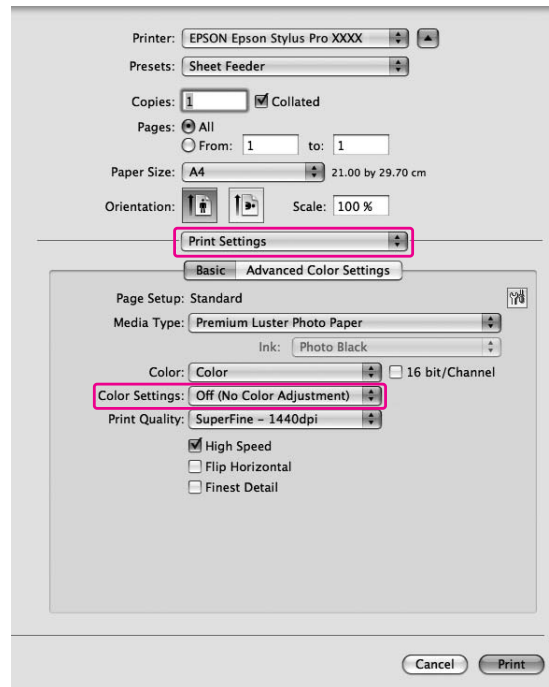 Printer: EPSON Epson Stylus Pro XXXX
Presets: Sheet Feeder
Copies: 1 Collated
Pages: All
From: 1 to: 1
Paper Size: A4 21.00 by 29.70 cm
Orientation: Scale: 100 %
Print Settings
Basic Advanced Color Settings
Page Setup: Standard
Media Type: Premium Luster Photo Paper
Ink: Photo Black
Color: Color 16 bit/Channel
Color Settings: Off (No Color Adjustment)
Print Quality: SuperFine – 1440dpi
High Speed
Flip Horizontal
Finest Detail
Cancel Print